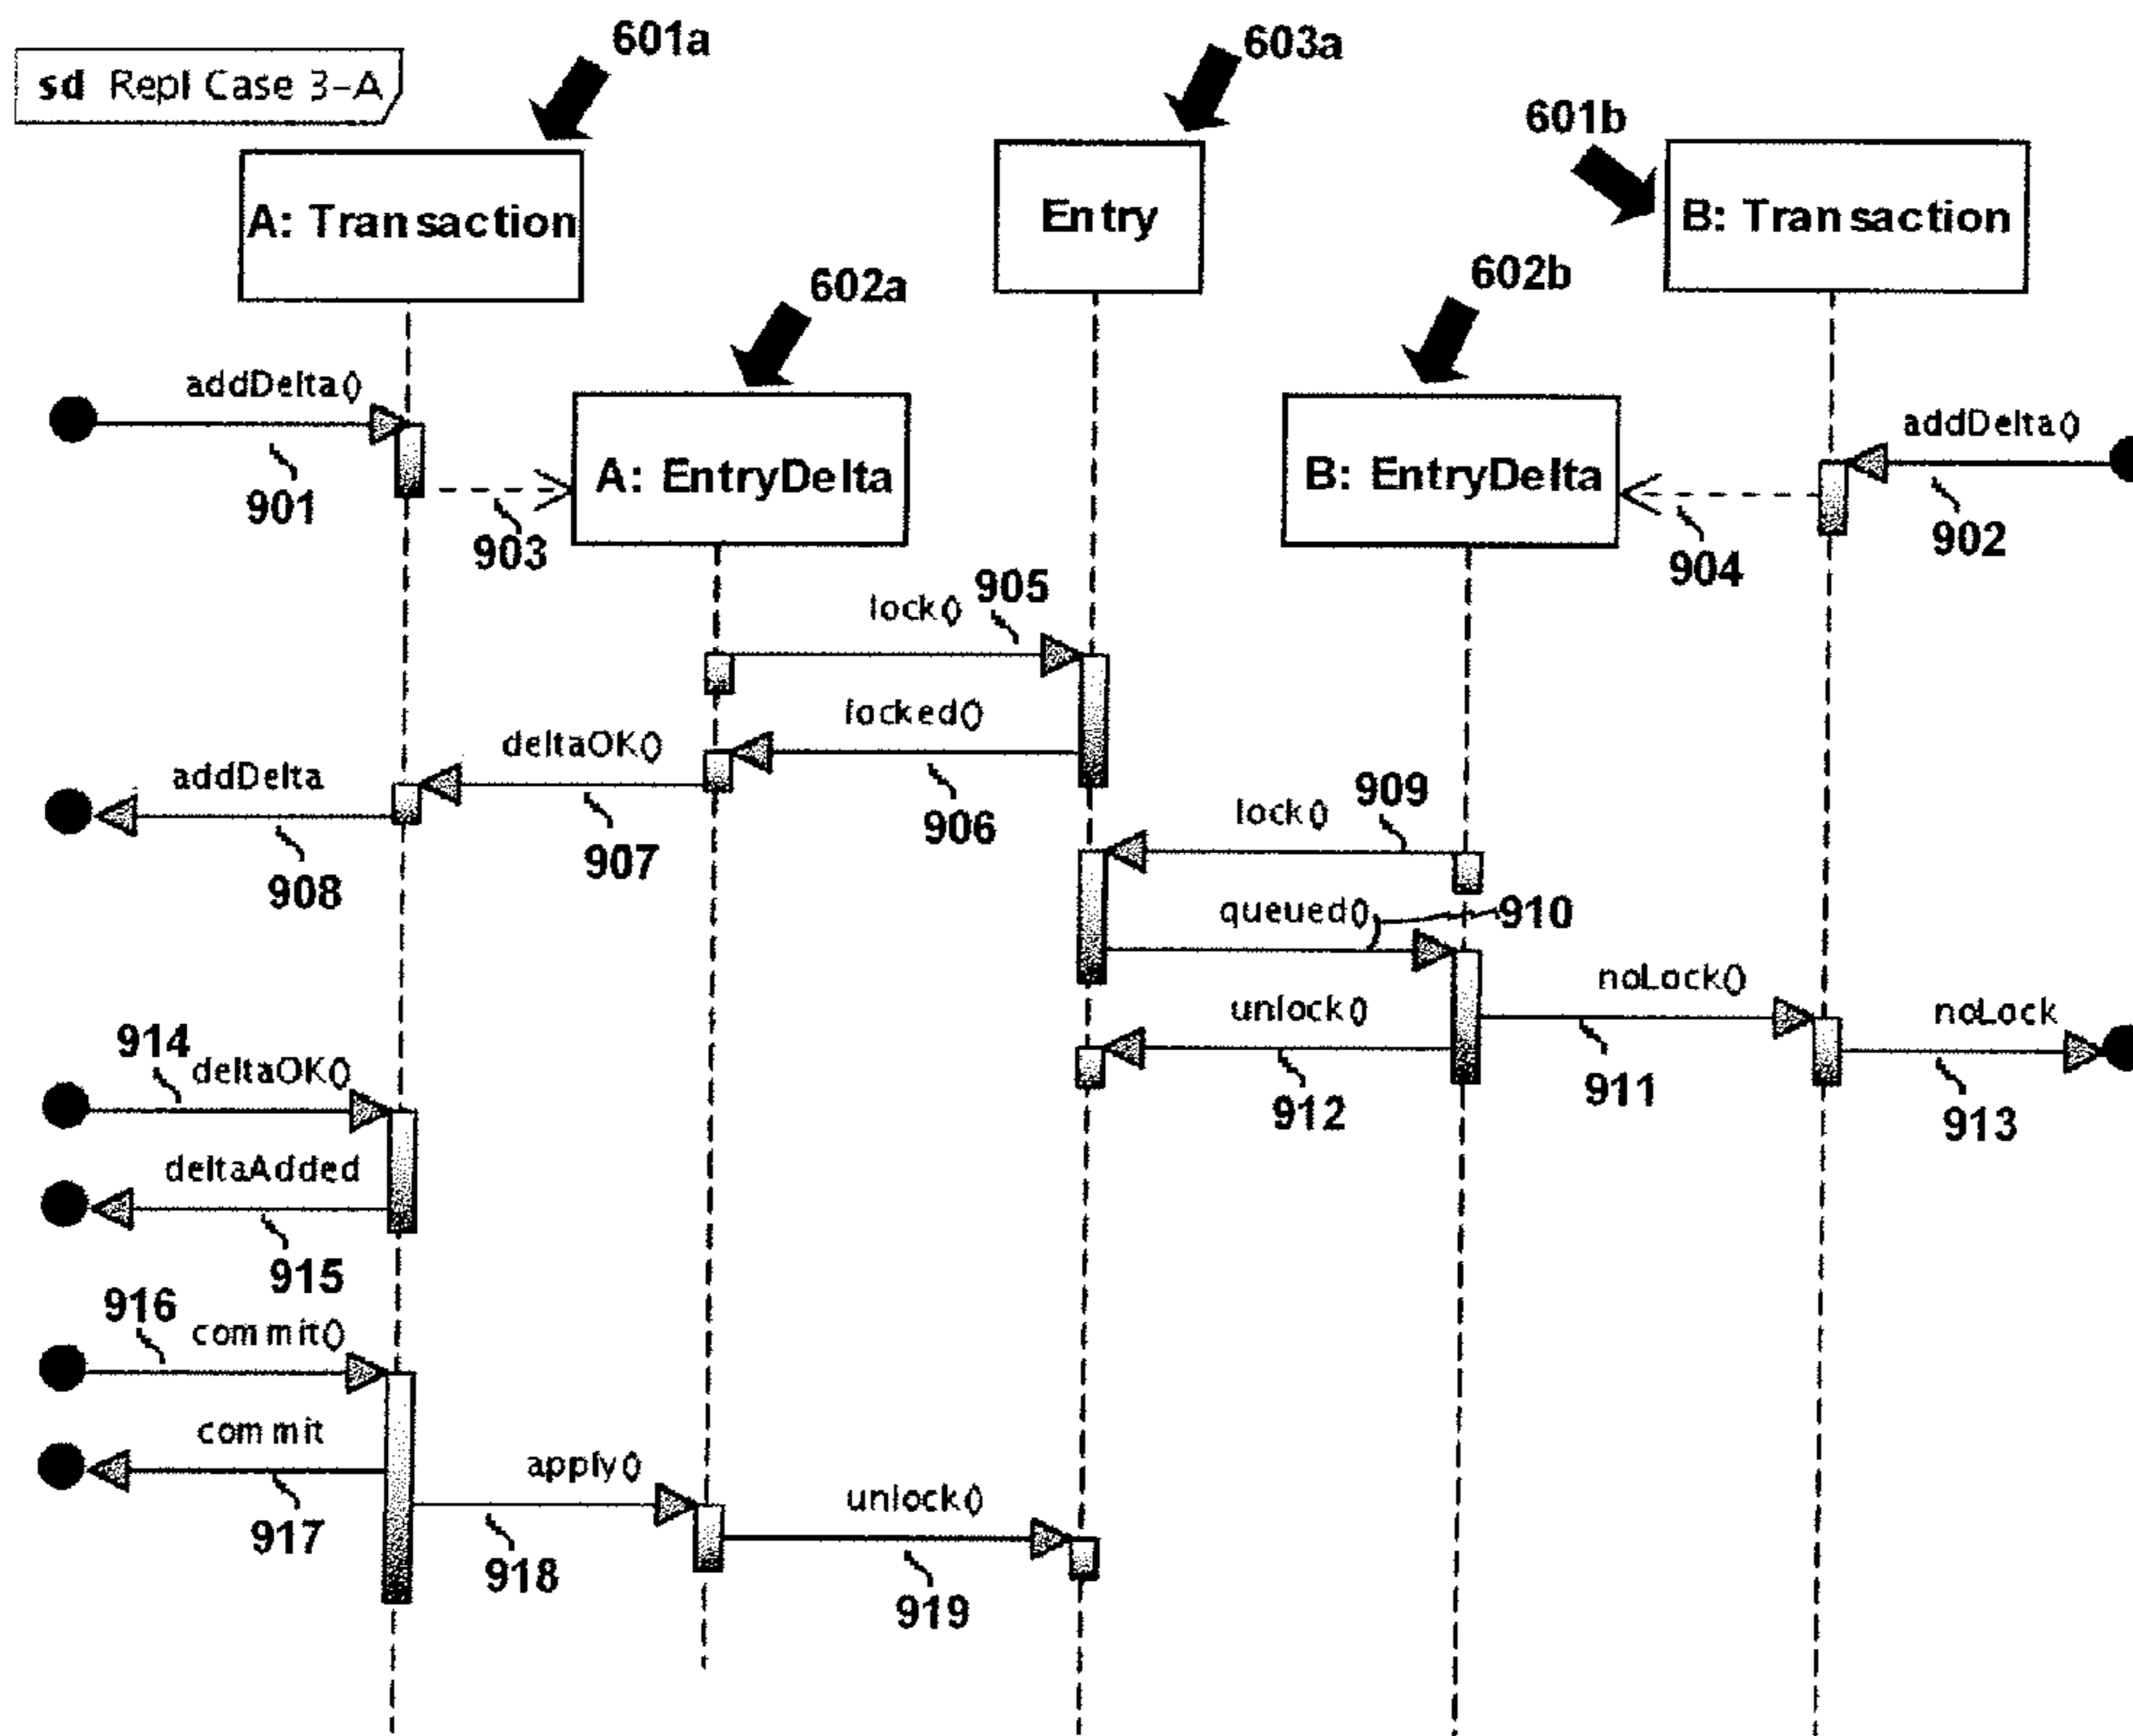 601a
603a
sd Repl Case 3-A
601b
A: Transaction
Entry
B: Transaction
602a
602b
addDelta()
addDelta()
A: EntryDelta
B: EntryDelta
901
903
902
904
905
lock()
locked()
deltaOK()
addDelta
909
lock()
906
907
908
queued()
910
noLock()
unlock()
noLock
914
deltaOK()
911
912
913
deltaAdded
915
916
commit()
commit
apply()
unlock()
917
918
919